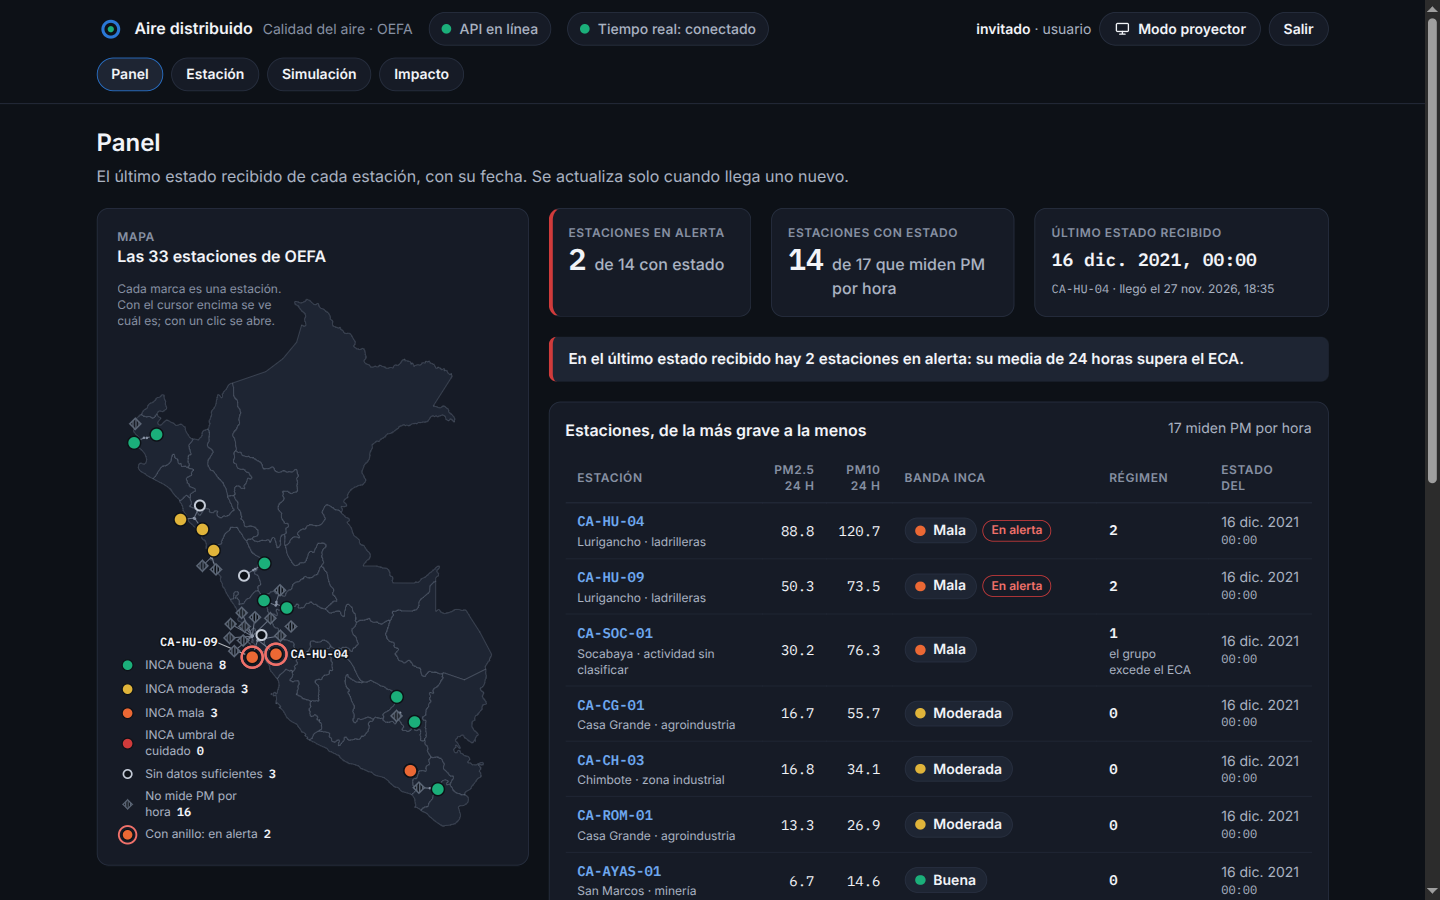 Aire distribuido Calidad del aire · OEFA API en línea Tiempo real: conectado invitado · usuario Modo proyector Salir
Panel Estación Simulación Impacto
Panel
El último estado recibido de cada estación, con su fecha. Se actualiza solo cuando llega uno nuevo.
MAPA
Las 33 estaciones de OEFA
Cada marca es una estación.
Con el cursor encima se ve
cuál es; con un clic se abre.
CA-HU-09
CA-HU-04
INCA buena 8
INCA moderada 3
INCA mala 3
INCA umbral de
cuidado 0
Sin datos suficientes 3
No mide PM por
hora 16
Con anillo: en alerta 2
ESTACIONES EN ALERTA
2 de 14 con estado
ESTACIONES CON ESTADO
14 de 17 que miden PM
por hora
ÚLTIMO ESTADO RECIBIDO
16 dic. 2021, 00:00
CA-HU-04 · llegó el 27 nov. 2026, 18:35
En el último estado recibido hay 2 estaciones en alerta: su media de 24 horas supera el ECA.
Estaciones, de la más grave a la menos 17 miden PM por hora
ESTACIÓN PM2.5 24 H PM10 24 H BANDA INCA RÉGIMEN ESTADO DEL
CA-HU-04 88.8 120.7 Mala En alerta 2 16 dic. 2021
Lurigancho · ladrilleras 00:00
CA-HU-09 50.3 73.5 Mala En alerta 2 16 dic. 2021
Lurigancho · ladrilleras 00:00
CA-SOC-01 30.2 76.3 Mala 1 16 dic. 2021
Socabaya · actividad sin el grupo 00:00
clasificar excede el ECA
CA-CG-01 16.7 55.7 Moderada 0 16 dic. 2021
Casa Grande · agroindustria 00:00
CA-CH-03 16.8 34.1 Moderada 0 16 dic. 2021
Chimbote · zona industrial 00:00
CA-ROM-01 13.3 26.9 Moderada 0 16 dic. 2021
Casa Grande · agroindustria 00:00
CA-AYAS-01 6.7 14.6 Buena 0 16 dic. 2021
San Marcos · minería 00:00